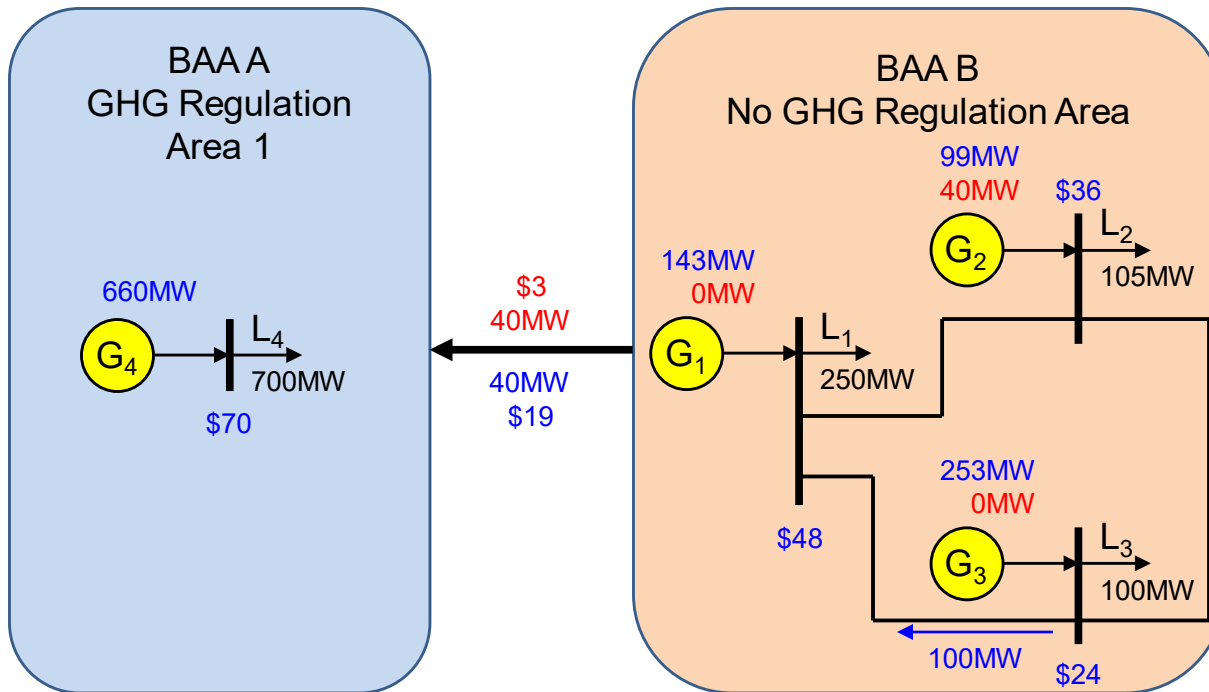 BAA A
GHG Regulation
Area 1
660MW
G4
L4
700MW
$70
$3
40MW
40MW
$19
BAA B
No GHG Regulation Area
99MW
40MW
$36
G2
L2
105MW
143MW
0MW
G1
L1
250MW
$48
253MW
0MW
G3
L3
100MW
100MW
$24